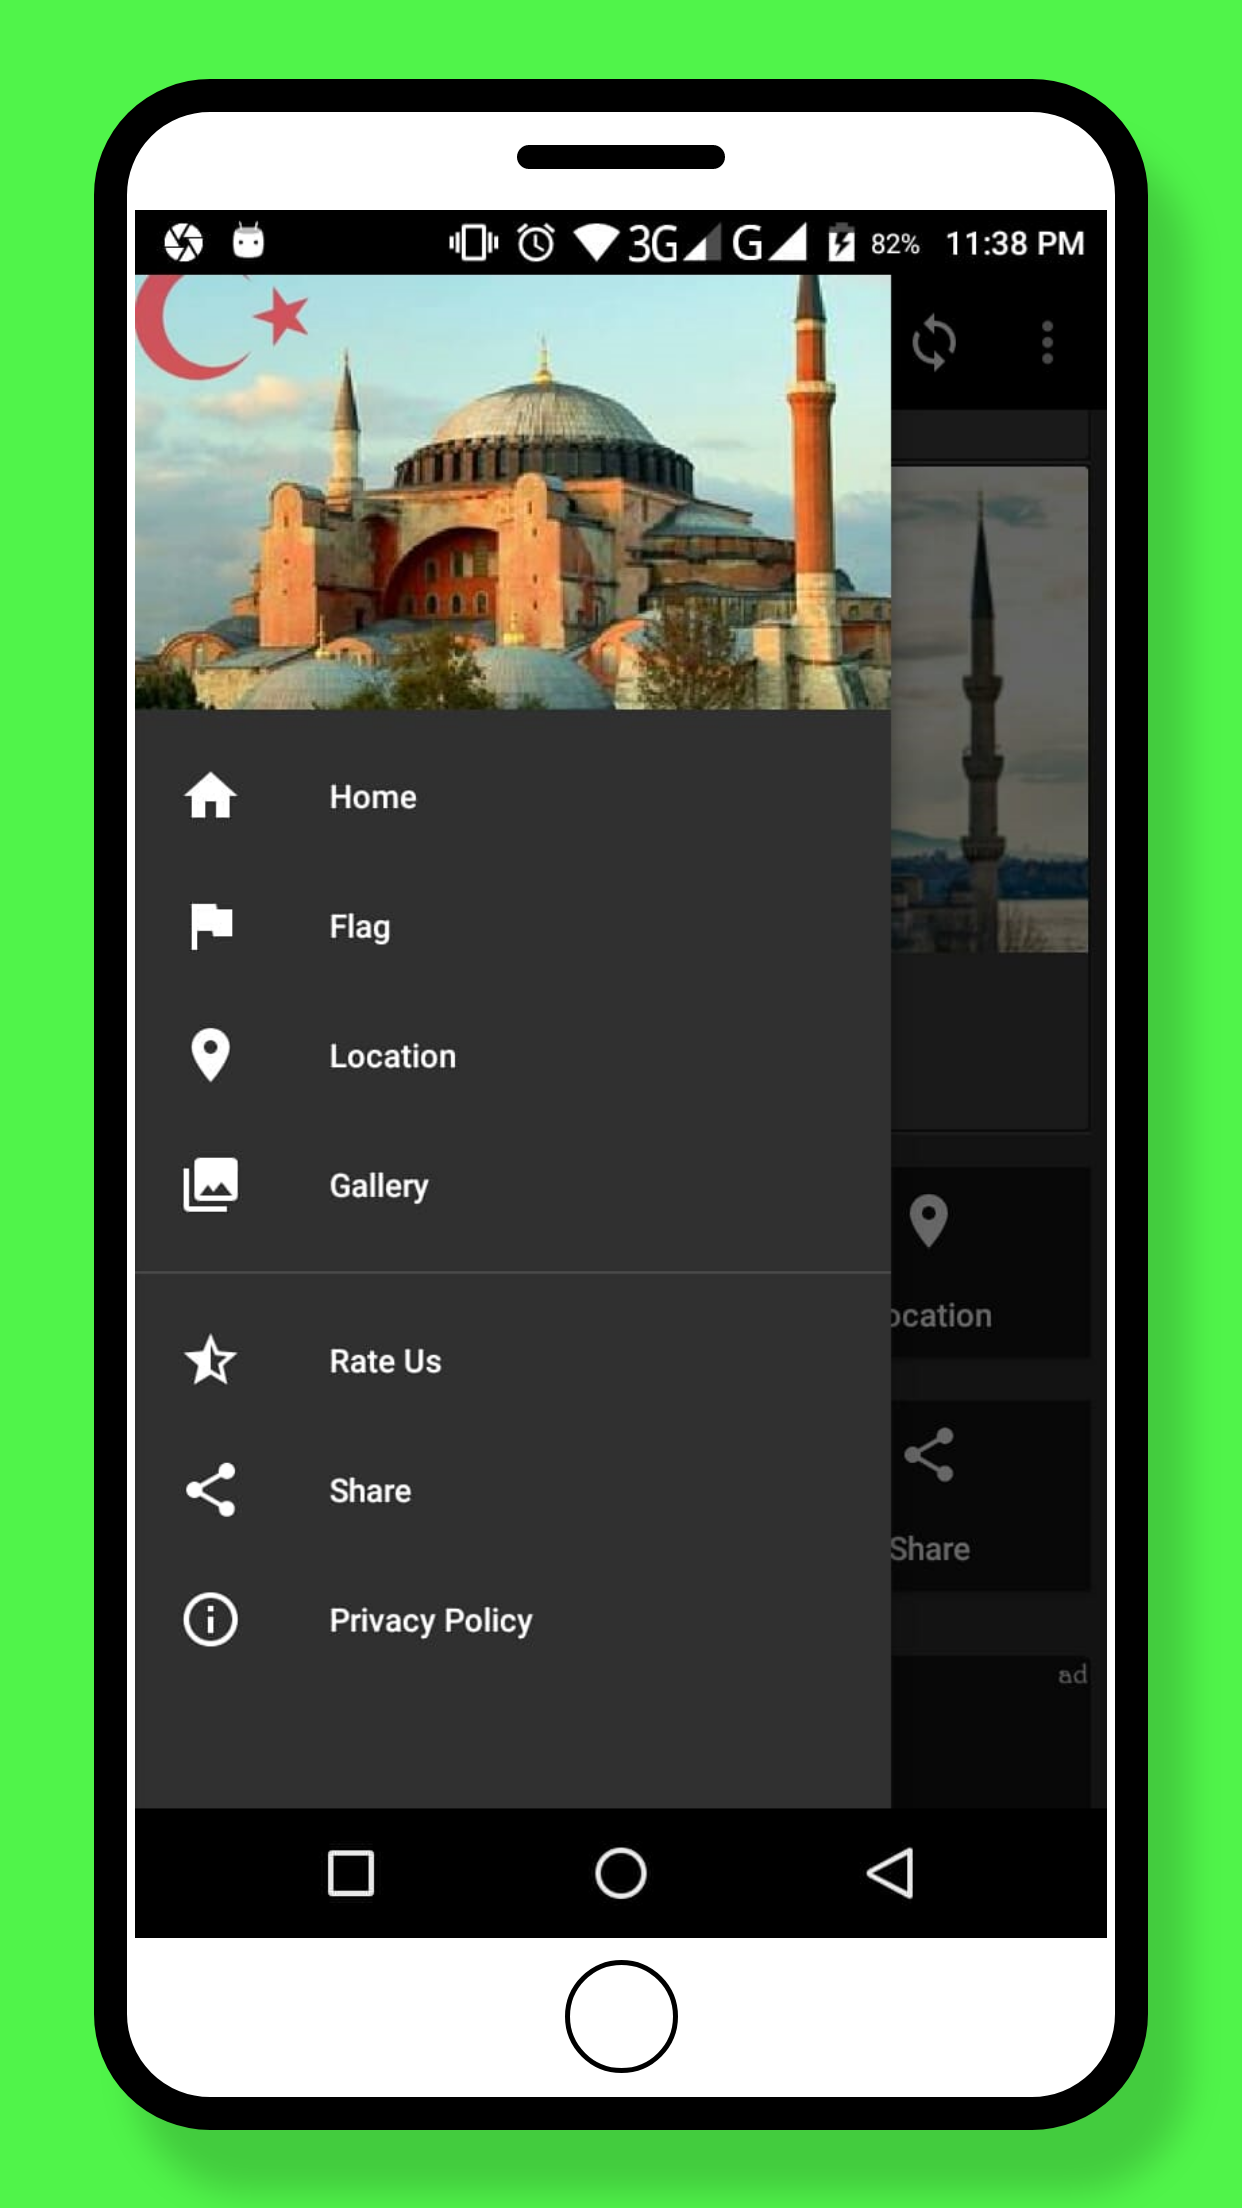 3G G 82% 11:38 PM
Home
Flag
Location
Gallery
Rate Us
Share
Privacy Policy
ocation
Share
ad